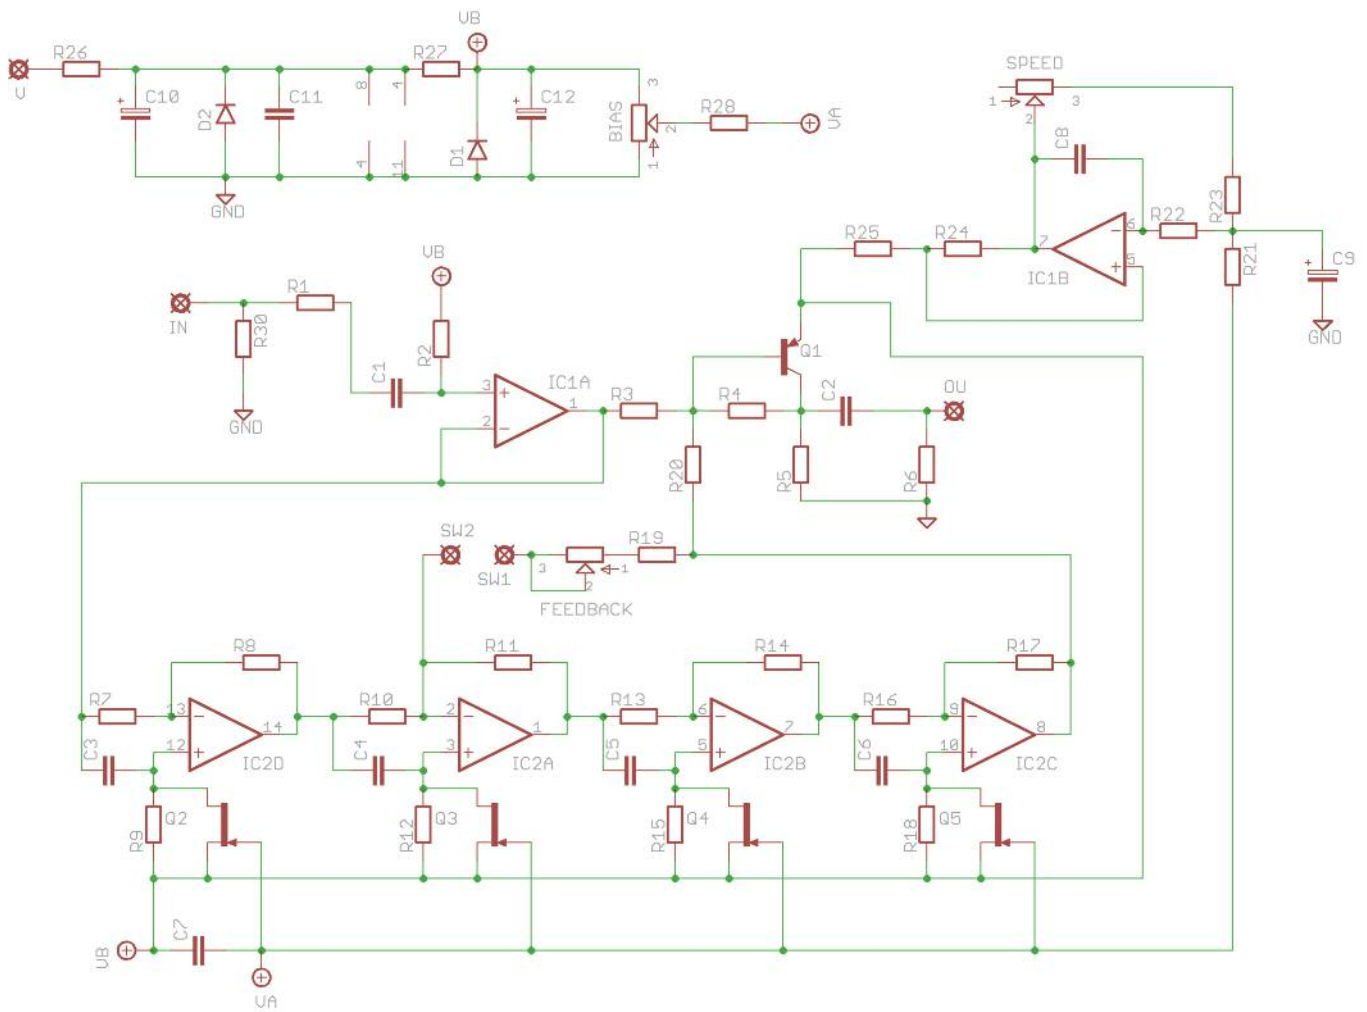 VB
R26
R27
V
C10
D2
C11
8
4
4
11
D1
C12
BIAS
3
2
1
R28
VA
SPEED
1
3
2
C8
R23
R22
R21
C9
GND
R25
R24
7
6
5
IC1B
GND
VB
R1
IN
R30
GND
R2
C1
3
2
IC1A
1
Q1
R3
R4
C2
OU
R20
R5
R6
SW2
SW1
3
2
1
R19
FEEDBACK
R8
R11
R14
R17
R7
13
12
14
IC2D
C3
R10
2
3
1
IC2A
C4
R13
6
5
7
IC2B
C5
R16
9
10
8
IC2C
C6
R9
Q2
R12
Q3
R15
Q4
R18
Q5
VB
C7
VA